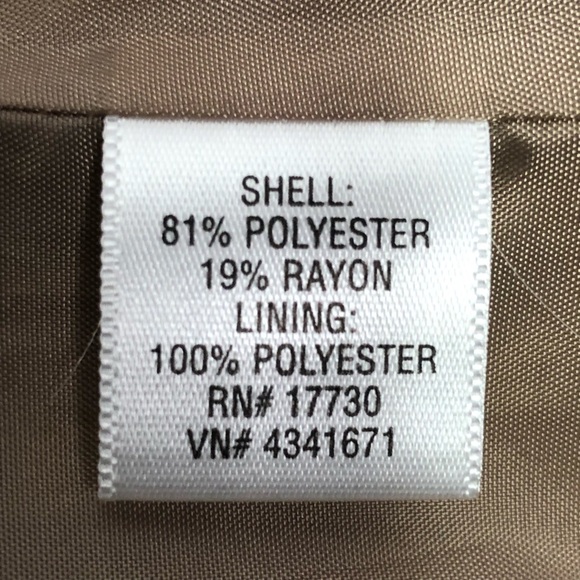 SHELL:
81% POLYESTER
19% RAYON
LINING:
100% POLYESTER
RN# 17730
VN# 4341671